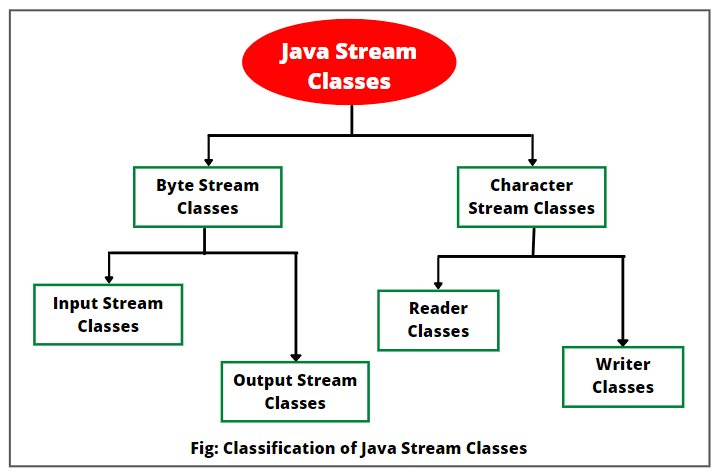 Java Stream
Classes
Byte Stream
Classes
Character
Stream Classes
Input Stream
Classes
Reader
Classes
Output Stream
Classes
Writer
Classes
Fig: Classification of Java Stream Classes